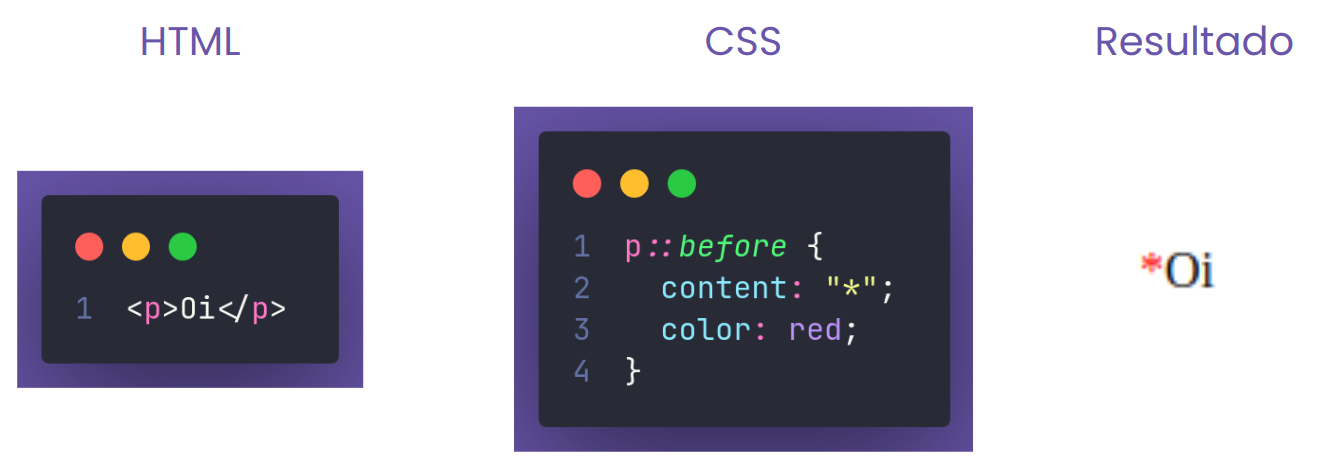 HTML
CSS
Resultado
1 <p>Oi</p>
1 p::before {
2 content: "*";
3 color: red;
4 }
*Oi